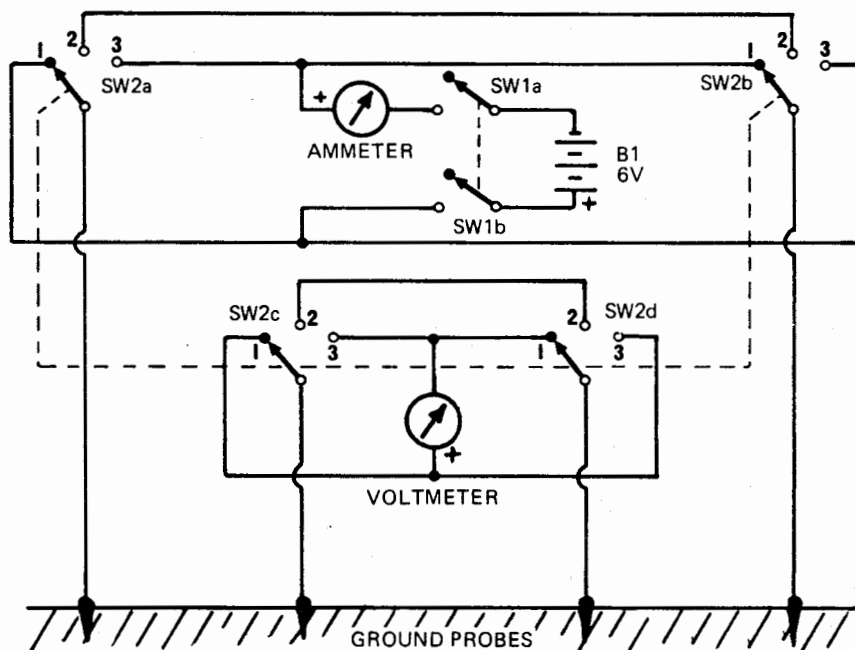 1 2 3
SW2a
+
AMMETER
SW1a
SW1b
B1
6V
+
1 2 3
SW2b
SW2c
1 2 3
SW2d
1 2 3
+
VOLTMETER
GROUND PROBES